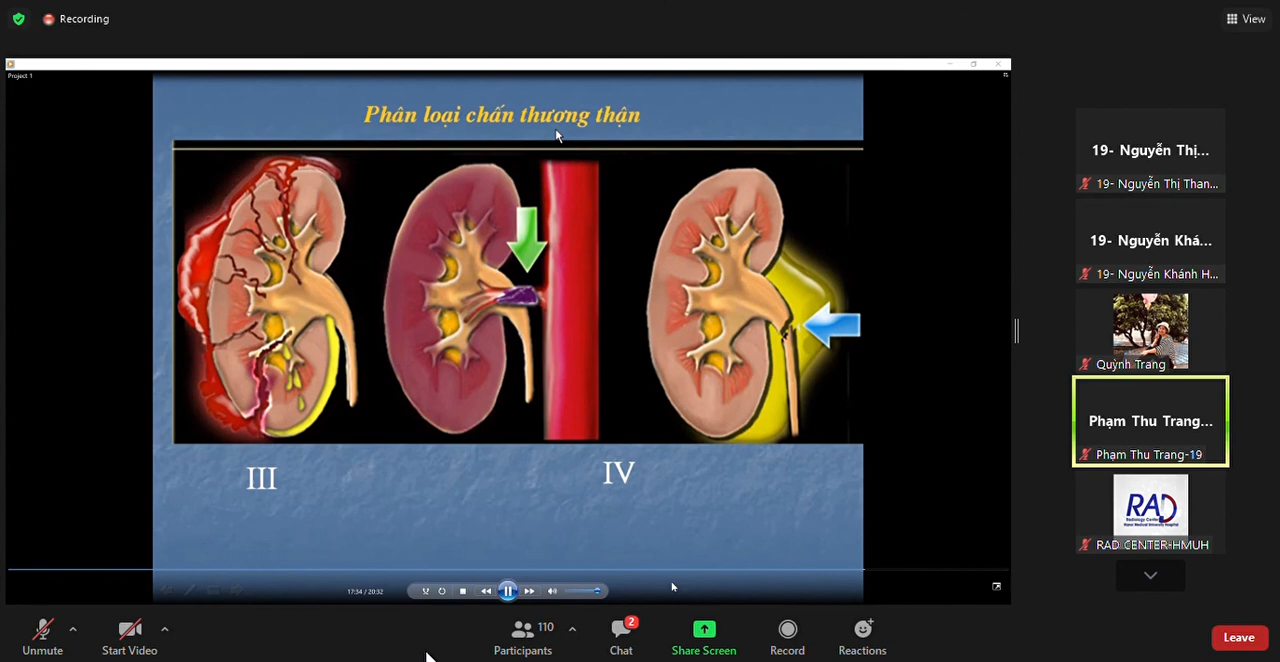 Recording
View
Project 1
Phân loại chấn thương thận
III
IV
17:34 / 20:32
19- Nguyễn Thị...
19- Nguyễn Thị Than...
19- Nguyễn Khá...
19- Nguyễn Khánh H...
Quỳnh Trang
Phạm Thu Trang...
Phạm Thu Trang-19
RAD
RAD CENTER-HMUH
Unmute
Start Video
110
Participants
2
Chat
Share Screen
Record
Reactions
Leave